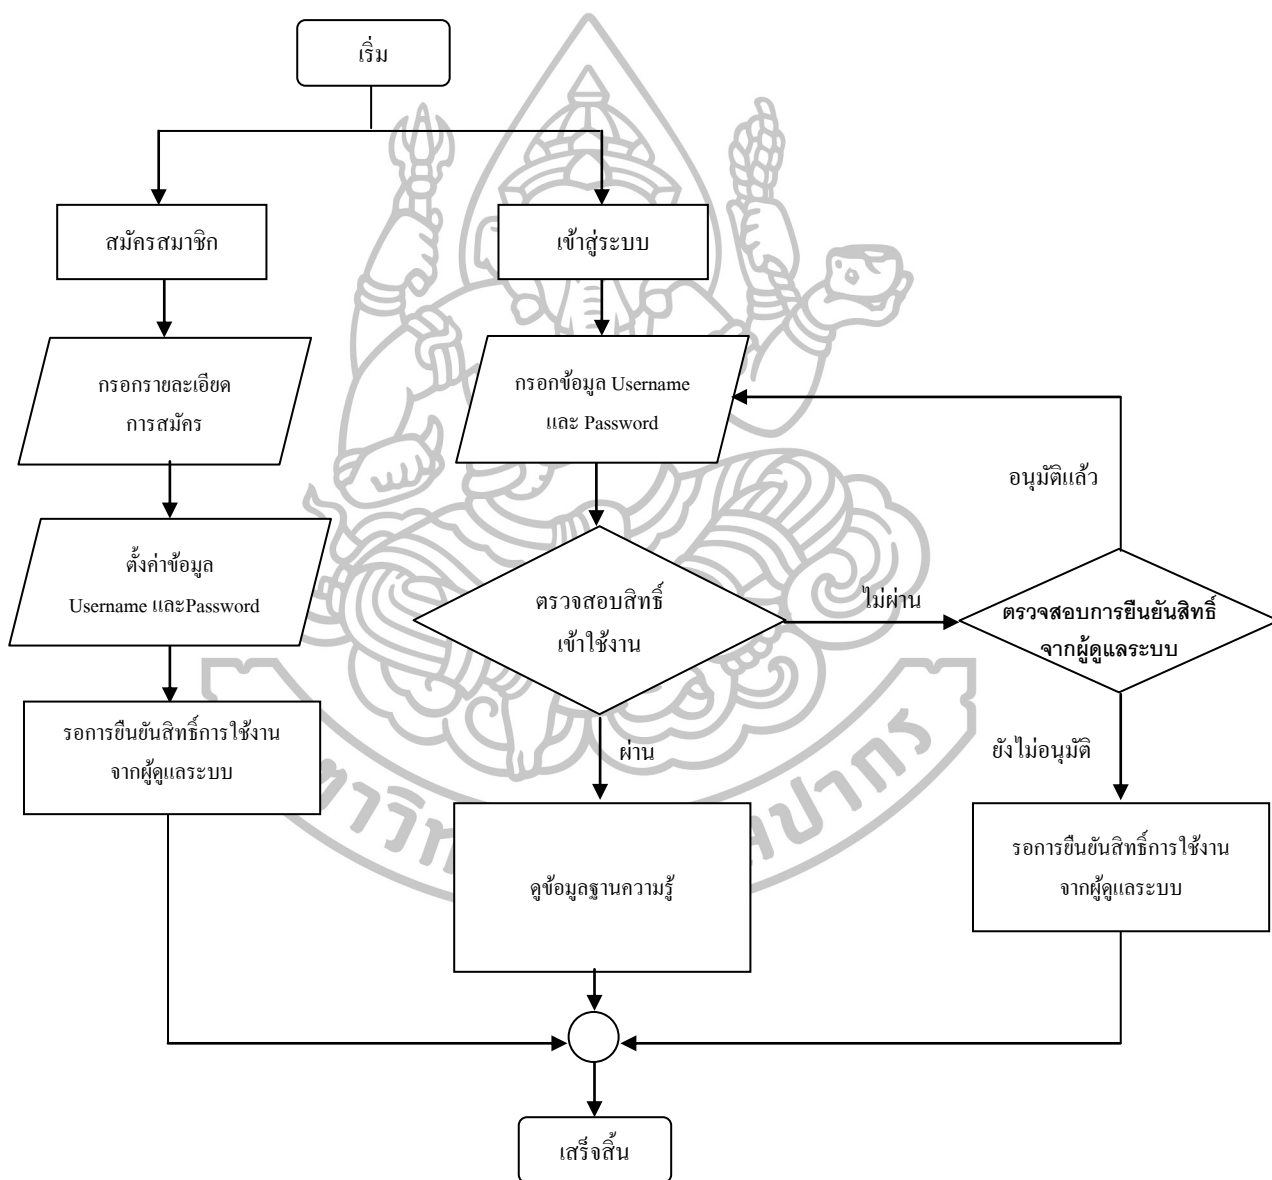 เริ่ม
สมัครสมาชิก
เข้าสู่ระบบ
กรอกรายละเอียด
การสมัคร
กรอกข้อมูล Username
และ Password
อนุมัติแล้ว
ตั้งค่าข้อมูล
Username และPassword
ตรวจสอบสิทธิ์
เข้าใช้งาน
ไม่ผ่าน
ตรวจสอบการยืนยันสิทธิ์
จากผู้ดูแลระบบ
รอการยืนยันสิทธิ์การใช้งาน
จากผู้ดูแลระบบ
ผ่าน
ยังไม่อนุมัติ
ดูข้อมูลฐานความรู้
รอการยืนยันสิทธิ์การใช้งาน
จากผู้ดูแลระบบ
เสร็จสิ้น